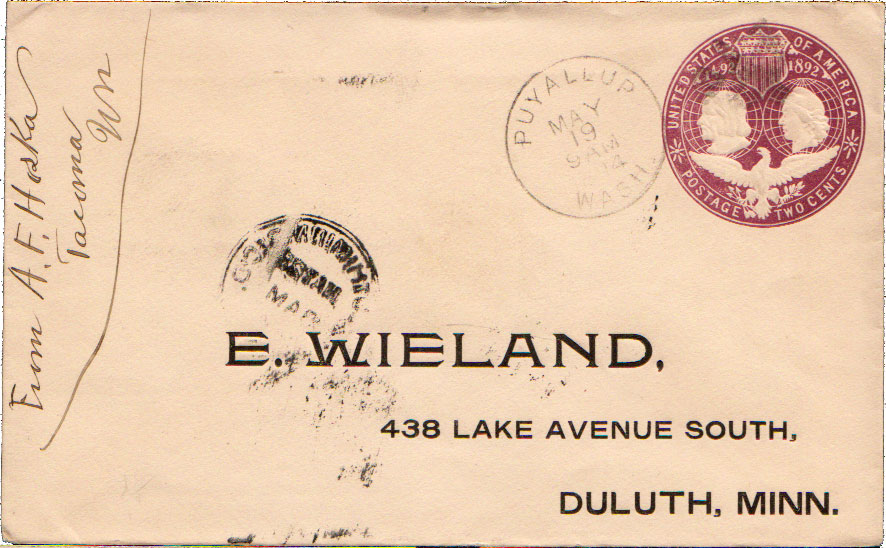 From A. F. Hoska
Tacoma
Wn
PUYALLUP
MAY
19
9 AM
WASH.
UNITED STATES OF AMERICA
1492 1892
POSTAGE TWO CENTS
E. WIELAND,
438 LAKE AVENUE SOUTH,
DULUTH, MINN.